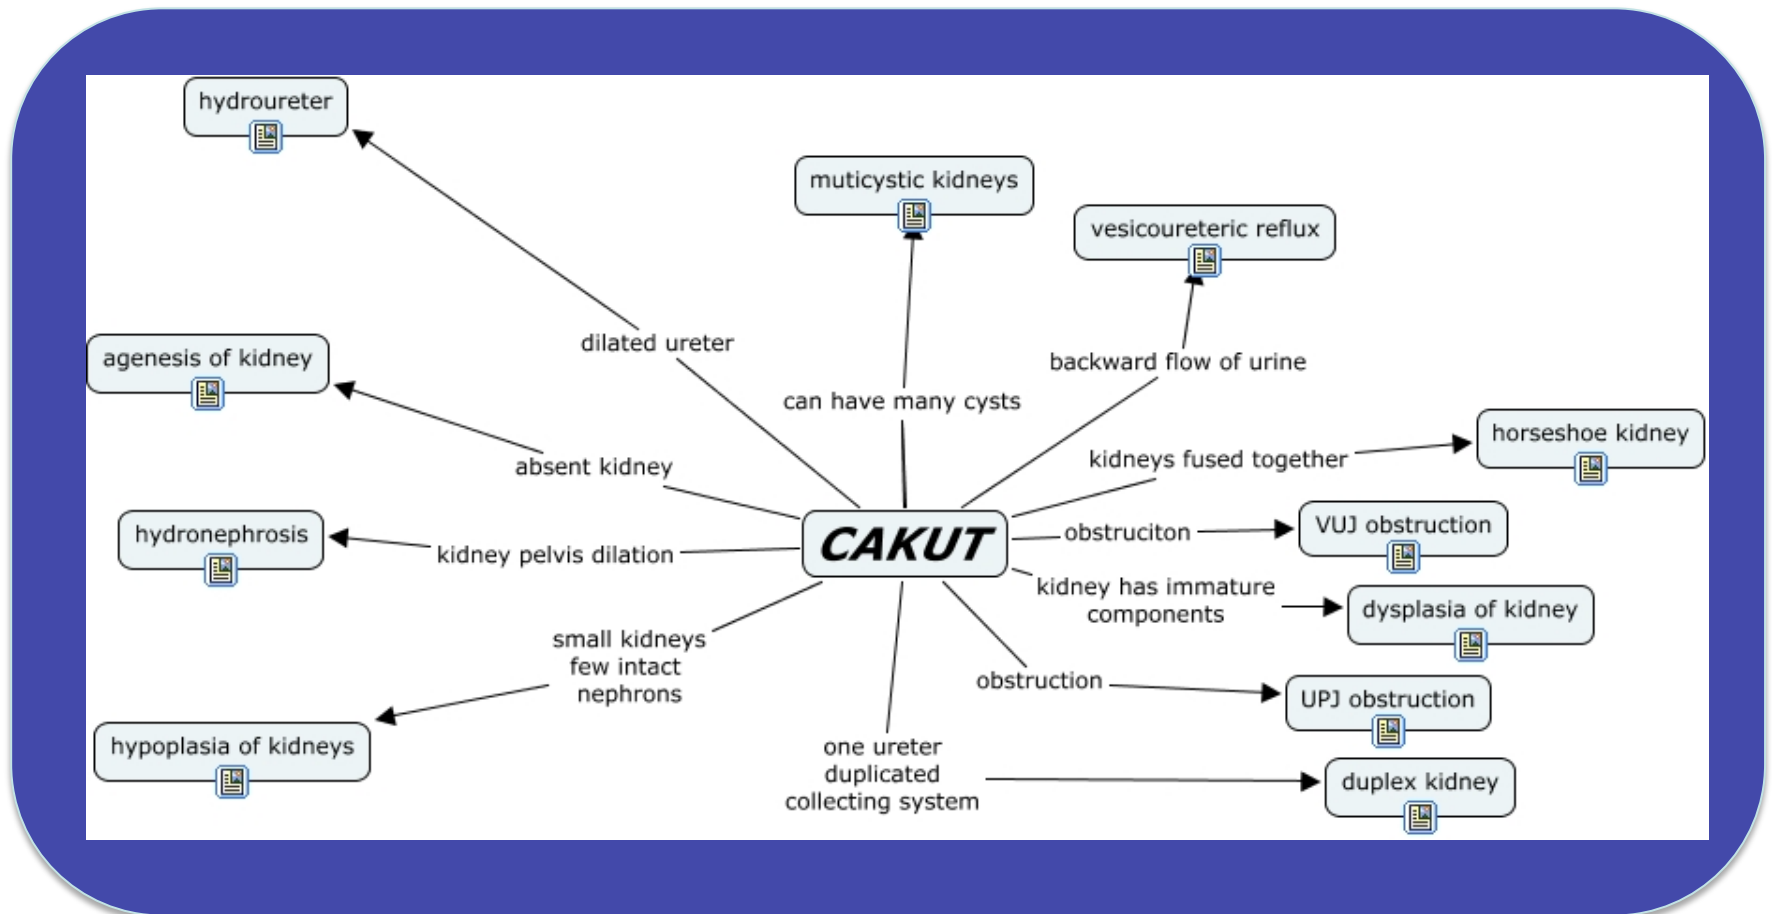 hydroureter
muticystic kidneys
vesicoureteric reflux
dilated ureter
agenesis of kidney
backward flow of urine
can have many cysts
horseshoe kidney
kidneys fused together
absent kidney
hydronephrosis
kidney pelvis dilation
CAKUT
obstruciton
VUJ obstruction
kidney has immature
components
dysplasia of kidney
small kidneys
few intact
nephrons
obstruction
UPJ obstruction
hypoplasia of kidneys
one ureter
duplicated
collecting system
duplex kidney